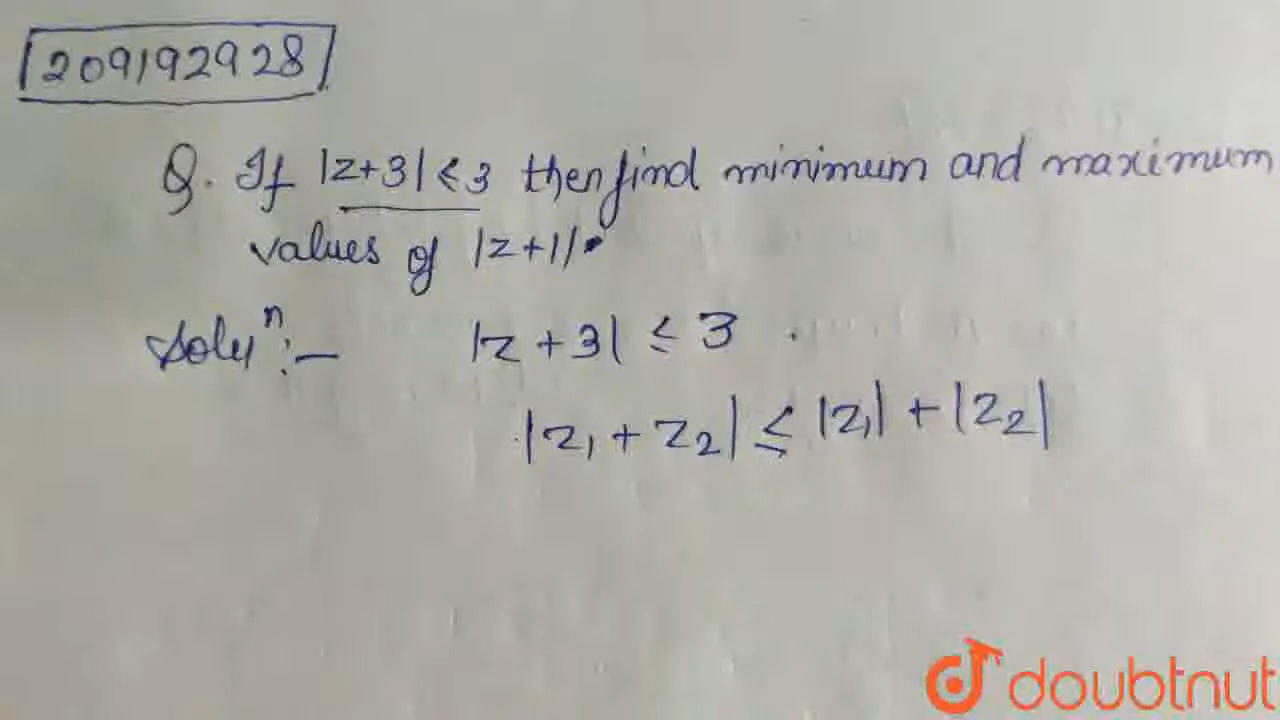 209192928
Q. If |z+3| ≤ 3 then find minimum and maximum
values of |z+1|.
Solu^n :-   |z + 3| ≤ 3 .
|z₁ + z₂| ≤ |z₁| + |z₂|
doubtnut